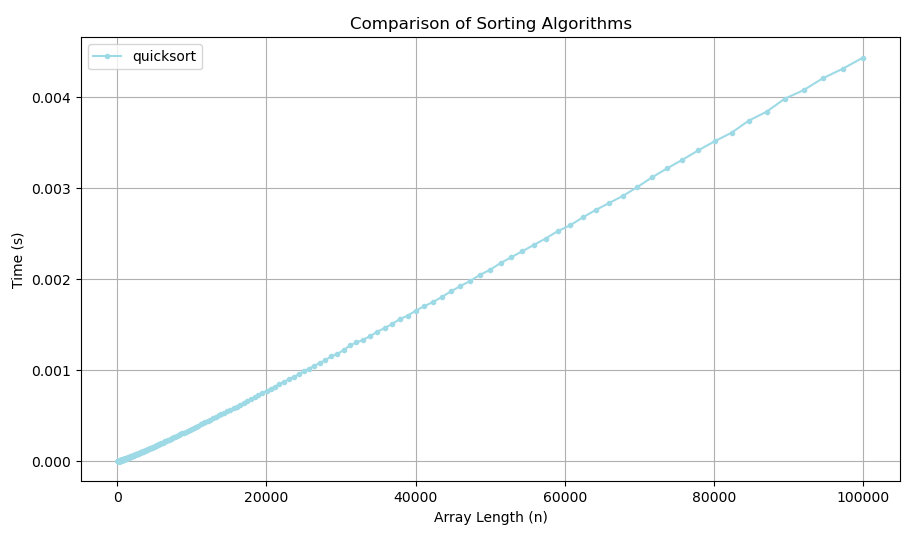 Comparison of Sorting Algorithms
quicksort
0.004
0.003
0.002
0.001
0.000
Time (s)
0 20000 40000 60000 80000 100000
Array Length (n)